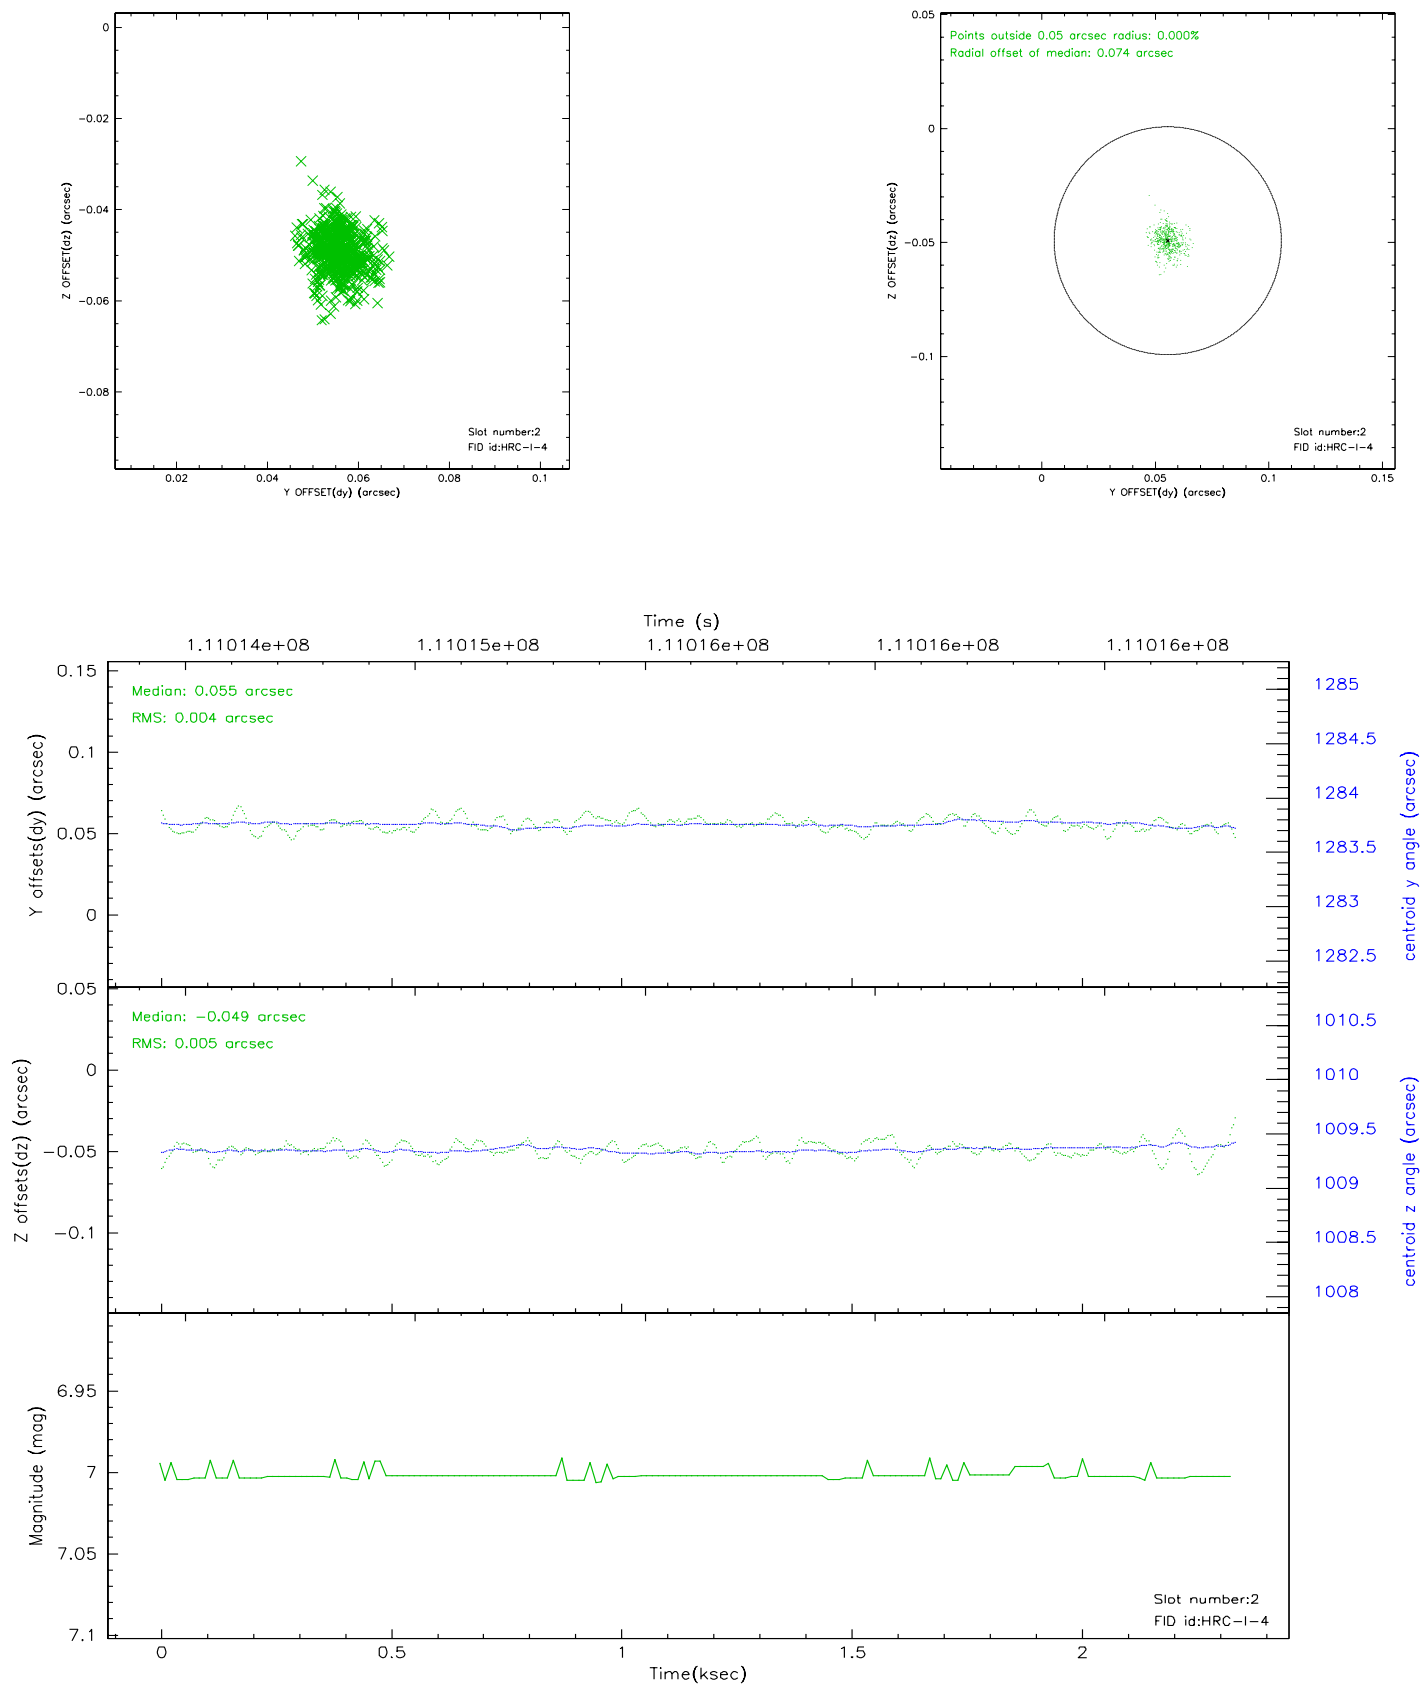 0
-0.02
-0.04
-0.06
-0.08
Z OFFSET(dz) (arcsec)
Slot number:2
FID id:HRC-I-4
0.02
0.04
0.06
0.08
0.1
Y OFFSET(dy) (arcsec)
0.05
0
-0.05
-0.1
Z OFFSET(dz) (arcsec)
Points outside 0.05 arcsec radius: 0.000%
Radial offset of median: 0.074 arcsec
Slot number:2
FID id:HRC-I-4
0
0.05
0.1
0.15
Y OFFSET(dy) (arcsec)
Time (s)
1.11014e+08
1.11015e+08
1.11016e+08
1.11016e+08
1.11016e+08
0.15
0.1
0.05
0
Y offsets(dy) (arcsec)
Median: 0.055 arcsec
RMS: 0.004 arcsec
1285
1284.5
1284
1283.5
1283
1282.5
centroid y angle (arcsec)
0.05
0
-0.05
-0.1
Z offsets(dz) (arcsec)
Median: -0.049 arcsec
RMS: 0.005 arcsec
1010.5
1010
1009.5
1009
1008.5
1008
centroid z angle (arcsec)
6.95
7
7.05
7.1
Magnitude (mag)
Slot number:2
FID id:HRC-I-4
0
0.5
1
1.5
2
Time(ksec)